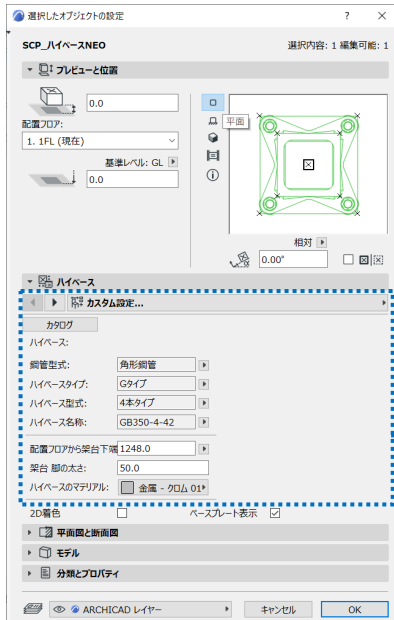 選択したオブジェクトの設定
? ×
SCP_ハイベースNEO
選択内容: 1 編集可能: 1
プレビューと位置
0.0
配置フロア:
1. 1FL (現在)
基準レベル: GL
0.0
平面
相対
0.00°
ハイベース
カスタム設定...
カタログ
ハイベース:
鋼管型式: 角形鋼管
ハイベースタイプ: Gタイプ
ハイベース型式: 4本タイプ
ハイベース名称: GB350-4-42
配置フロアから架台下端 1248.0
架台 脚の太さ: 50.0
ハイベースのマテリアル: 金属 - クロム 01
2D着色 ベースプレート表示
平面図と断面図
モデル
分類とプロパティ
ARCHICAD レイヤー
キャンセル OK